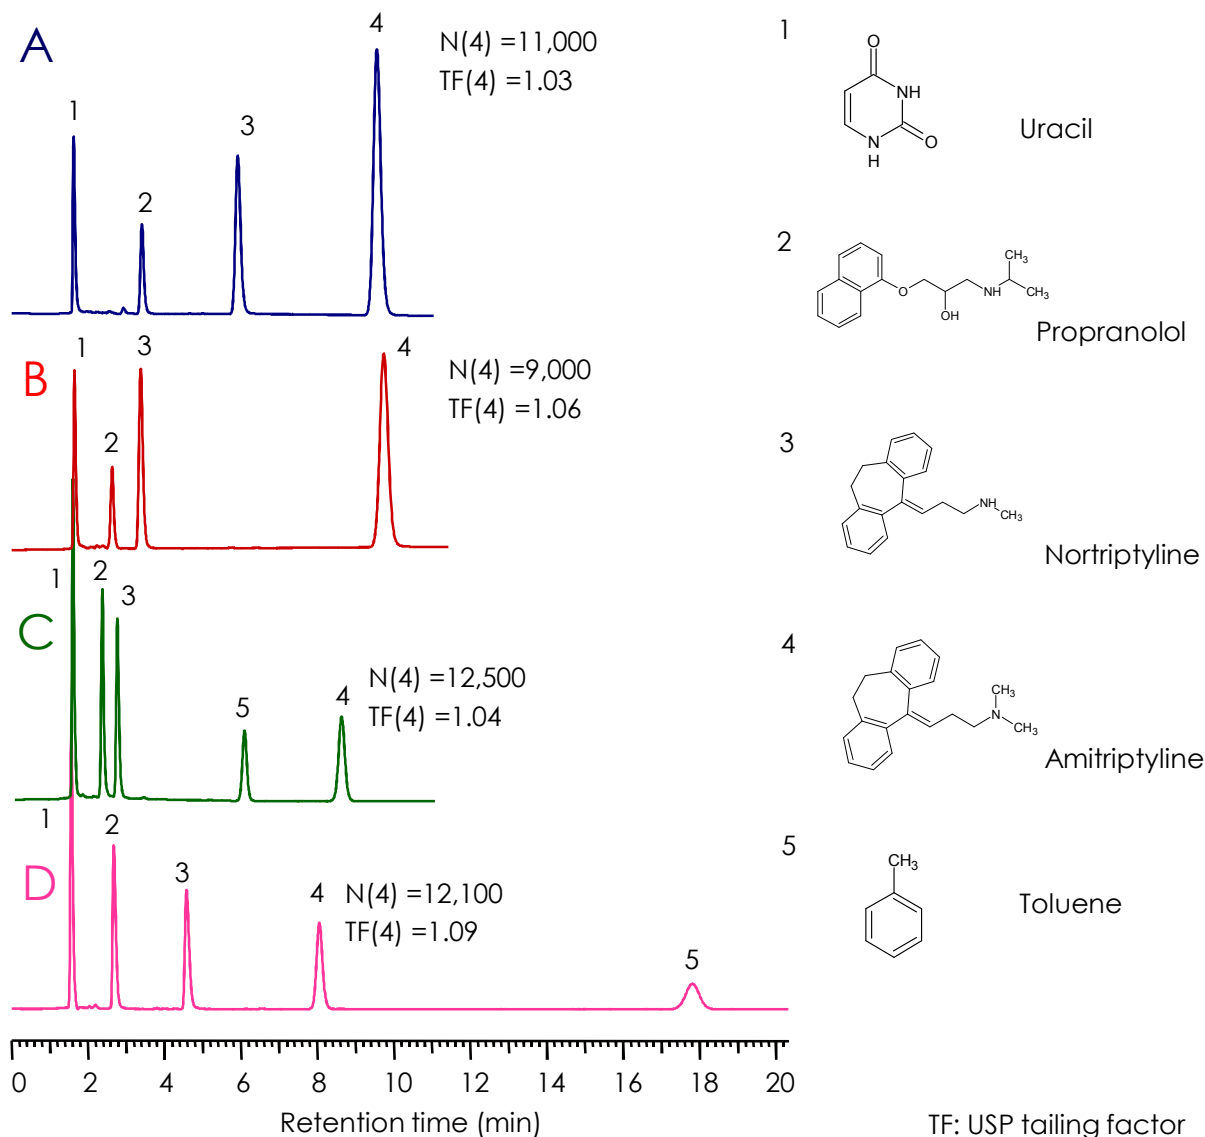 A
1
2
3
4
N(4) =11,000
TF(4) =1.03
B
1
2
3
4
N(4) =9,000
TF(4) =1.06
C
1
2
3
5
4
N(4) =12,500
TF(4) =1.04
D
1
2
3
4
N(4) =12,100
TF(4) =1.09
5
0 2 4 6 8 10 12 14 16 18 20
Retention time (min)
1
O
NH
N
H
O
Uracil
2
O
OH
NH
CH3
CH3
Propranolol
3
NH
CH3
Nortriptyline
4
CH3
N
CH3
Amitriptyline
5
CH3
Toluene
TF: USP tailing factor